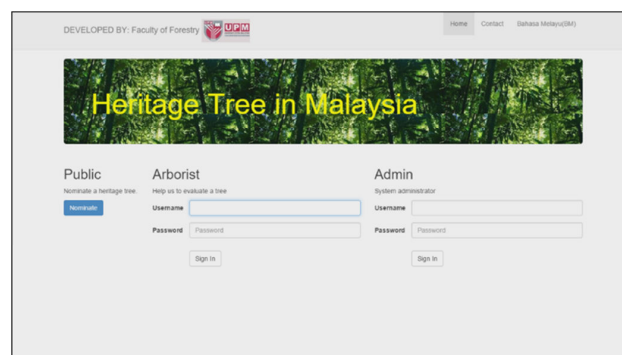 DEVELOPED BY: Faculty of Forestry UPM
Home Contact Bahasa Melayu(BM)
Heritage Tree in Malaysia
Public
Nominate a heritage tree.
Nominate
Arborist
Help us to evaluate a tree
Username
Password Password
Sign In
Admin
System administrator
Username
Password Password
Sign In